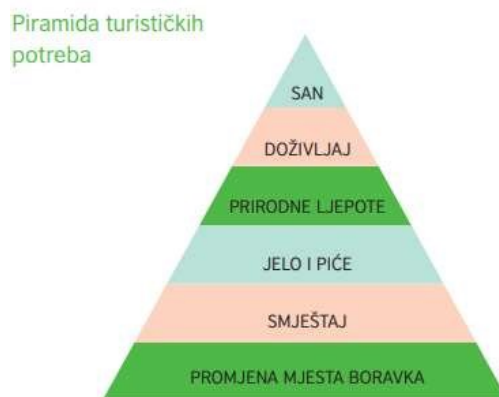 Piramida turističkih
potreba
SAN
DOŽIVLJAJ
PRIRODNE LJEPOTE
JELO I PIĆE
SMJEŠTAJ
PROMJENA MJESTA BORAVKA